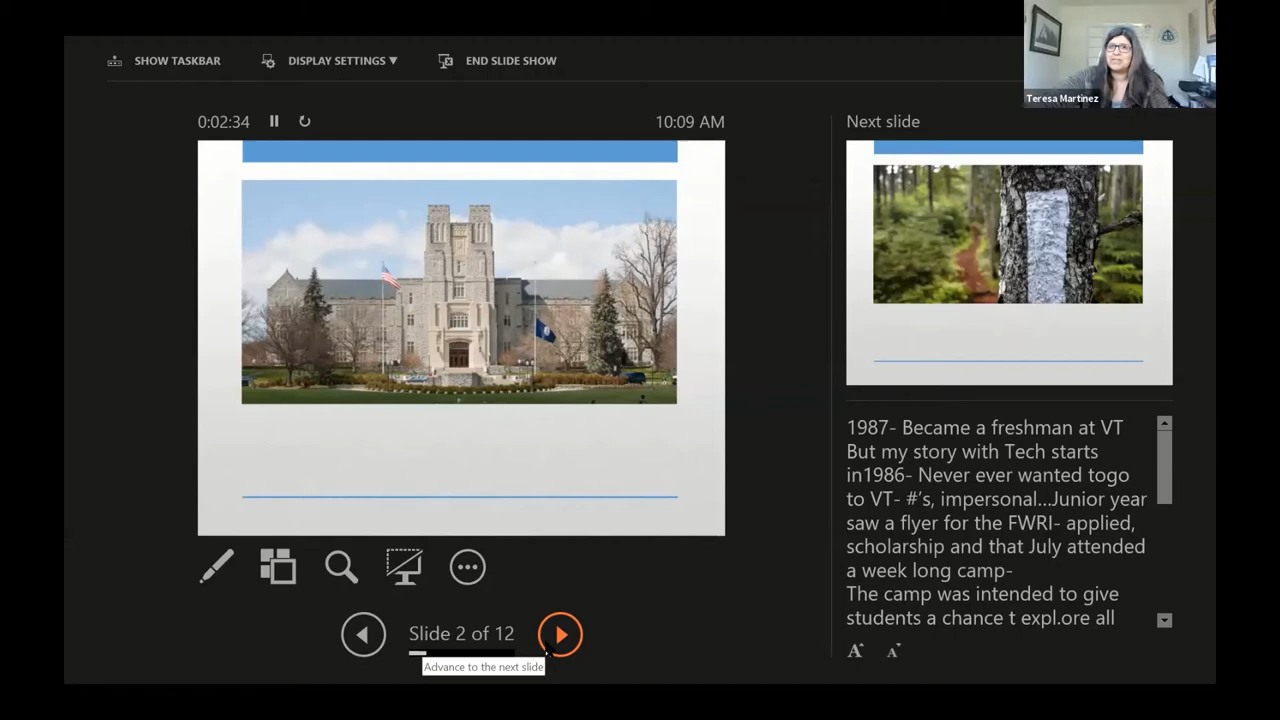 SHOW TASKBAR
DISPLAY SETTINGS ▼
END SLIDE SHOW
Teresa Martinez
0:02:34
10:09 AM
Next slide
1987- Became a freshman at VT
But my story with Tech starts
in1986- Never ever wanted togo
to VT- #'s, impersonal...Junior year
saw a flyer for the FWRI- applied,
scholarship and that July attended
a week long camp-
The camp was intended to give
students a chance t expl.ore all
Slide 2 of 12
Advance to the next slide
A A